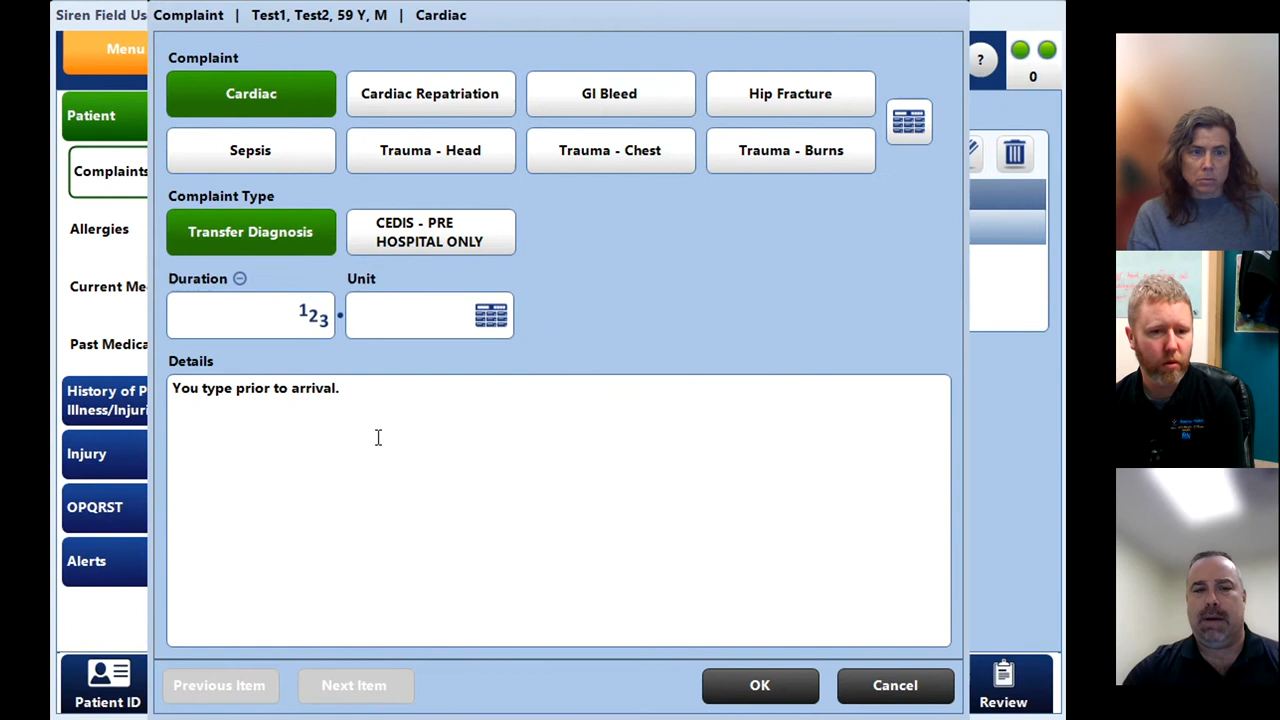 Siren Field Us
Complaint | Test1, Test2, 59 Y, M | Cardiac
Menu
?
0
Patient
Complaints
Allergies
Current Me
Past Medica
History of P
Illness/Injuri
Injury
OPQRST
Alerts
Patient ID
Complaint
Cardiac
Cardiac Repatriation
GI Bleed
Hip Fracture
Sepsis
Trauma - Head
Trauma - Chest
Trauma - Burns
Complaint Type
Transfer Diagnosis
CEDIS - PRE
HOSPITAL ONLY
Duration
Unit
123
Details
You type prior to arrival.
Previous Item
Next Item
OK
Cancel
Review
RN